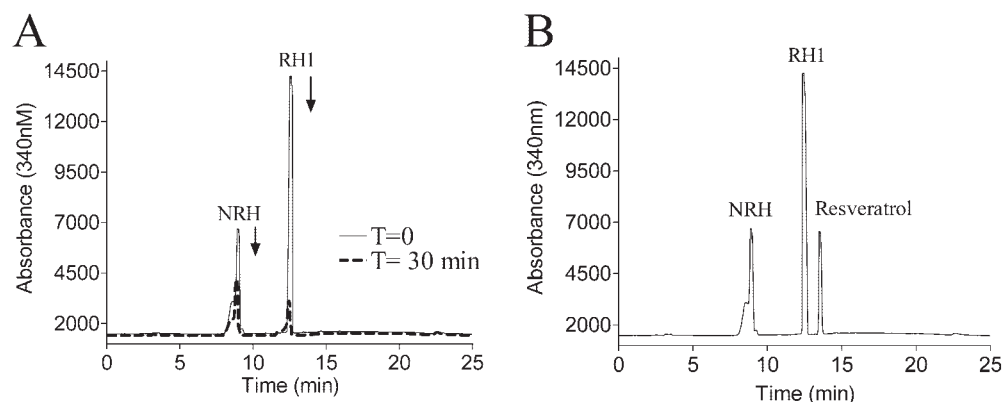 A
RH1
14500
12000
9500
7000
4500
2000
Absorbance (340nM)
NRH
T=0
T= 30 min
0
5
10
15
20
25
Time (min)
B
RH1
14500
12000
9500
7000
4500
2000
Absorbance (340nm)
NRH
Resveratrol
0
5
10
15
20
25
Time (min)